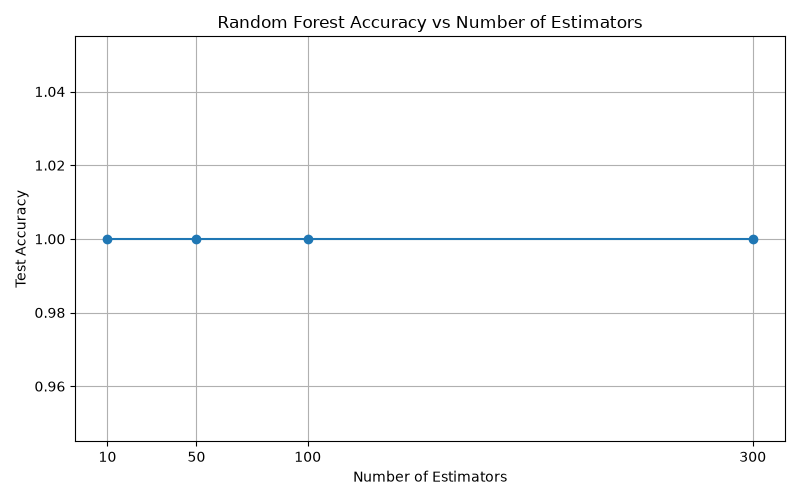 Random Forest Accuracy vs Number of Estimators
1.04
1.02
1.00
0.98
0.96
Test Accuracy
10 50 100 300
Number of Estimators